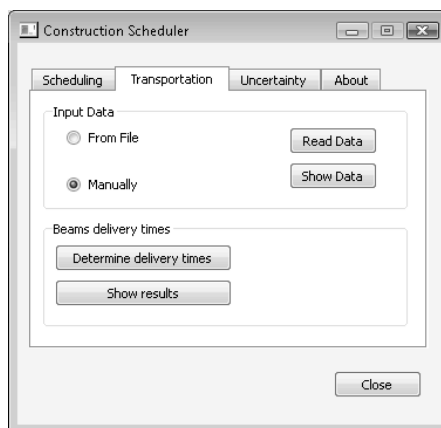 Construction Scheduler
Scheduling Transportation Uncertainty About
Input Data
From File
Read Data
Manually
Show Data
Beams delivery times
Determine delivery times
Show results
Close